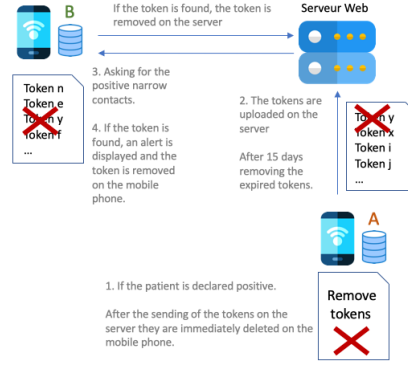 B
If the token is found, the token is
removed on the server
Serveur Web
Token n
Token e
Token y
Token f
...
3. Asking for the
positive narrow
contacts.
4. If the token is
found, an alert is
displayed and the
token is removed
on the mobile
phone.
2. The tokens are
uploaded on the
server
After 15 days
removing the
expired tokens.
Token y
Token x
Token i
Token j
...
A
1. If the patient is declared positive.
After the sending of the tokens on the
server they are immediately deleted on the
mobile phone.
Remove
tokens